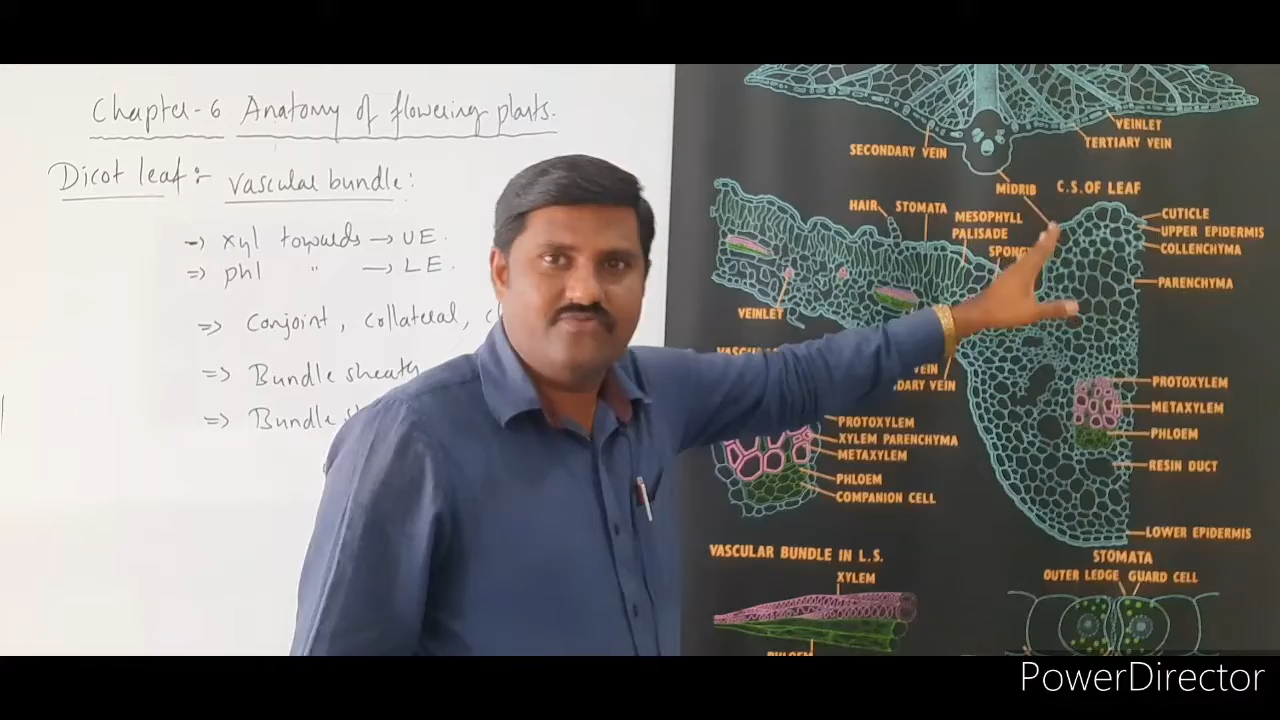 Chapter-6 Anatomy of flowering plants.
Dicot leaf:- Vascular bundle:
-> xyl towards -> UE.
=> phl " -> LE.
=> Conjoint, Collateral,
=> Bundle sheath
=> Bundle
VEINLET
SECONDARY VEIN
TERTIARY VEIN
MIDRIB
C.S.OF LEAF
HAIR
STOMATA
MESOPHYLL
PALISADE
CUTICLE
UPPER EPIDERMIS
COLLENCHYMA
PARENCHYMA
VEINLET
VEIN
PROTOXYLEM
METAXYLEM
PHLOEM
RESIN DUCT
LOWER EPIDERMIS
PROTOXYLEM
XYLEM PARENCHYMA
METAXYLEM
PHLOEM
COMPANION CELL
VASCULAR BUNDLE IN L.S.
XYLEM
STOMATA
OUTER LEDGE GUARD CELL
PowerDirector